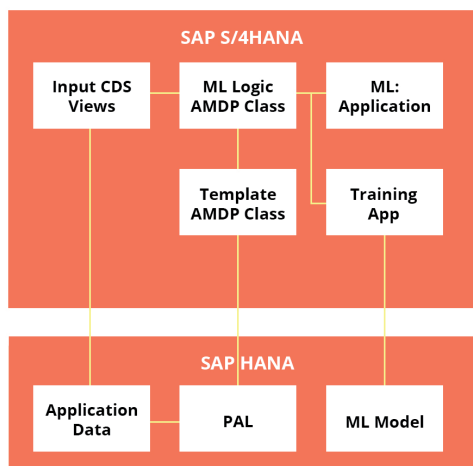 SAP S/4HANA
Input CDS
Views
ML Logic
AMDP Class
ML:
Application
Template
AMDP Class
Training
App
SAP HANA
Application
Data
PAL
ML Model